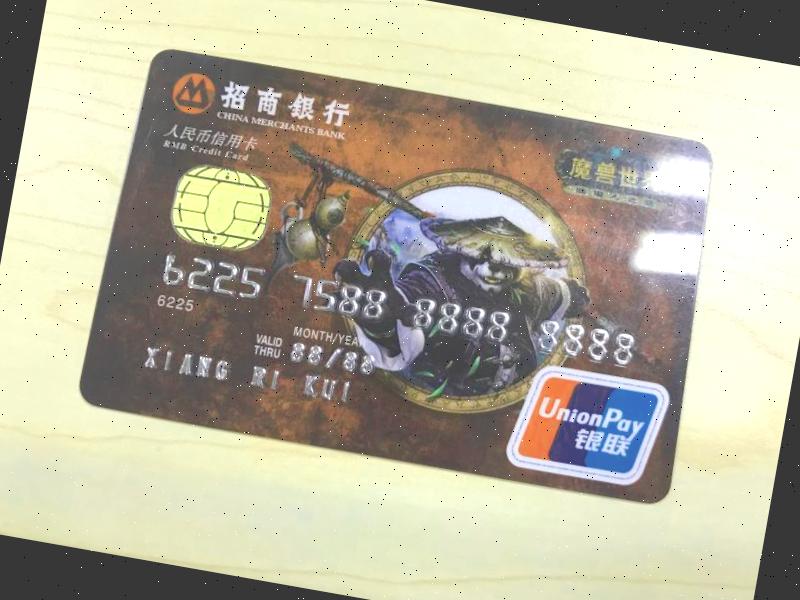 招商银行
CHINA MERCHANTS BANK
人民币信用卡
RMB Credit Card
魔兽世
6225 7588 8888 8888
6225
MONTH/YEA
VALID THRU 88/88
XIANG RI KUI
UnionPay
银联